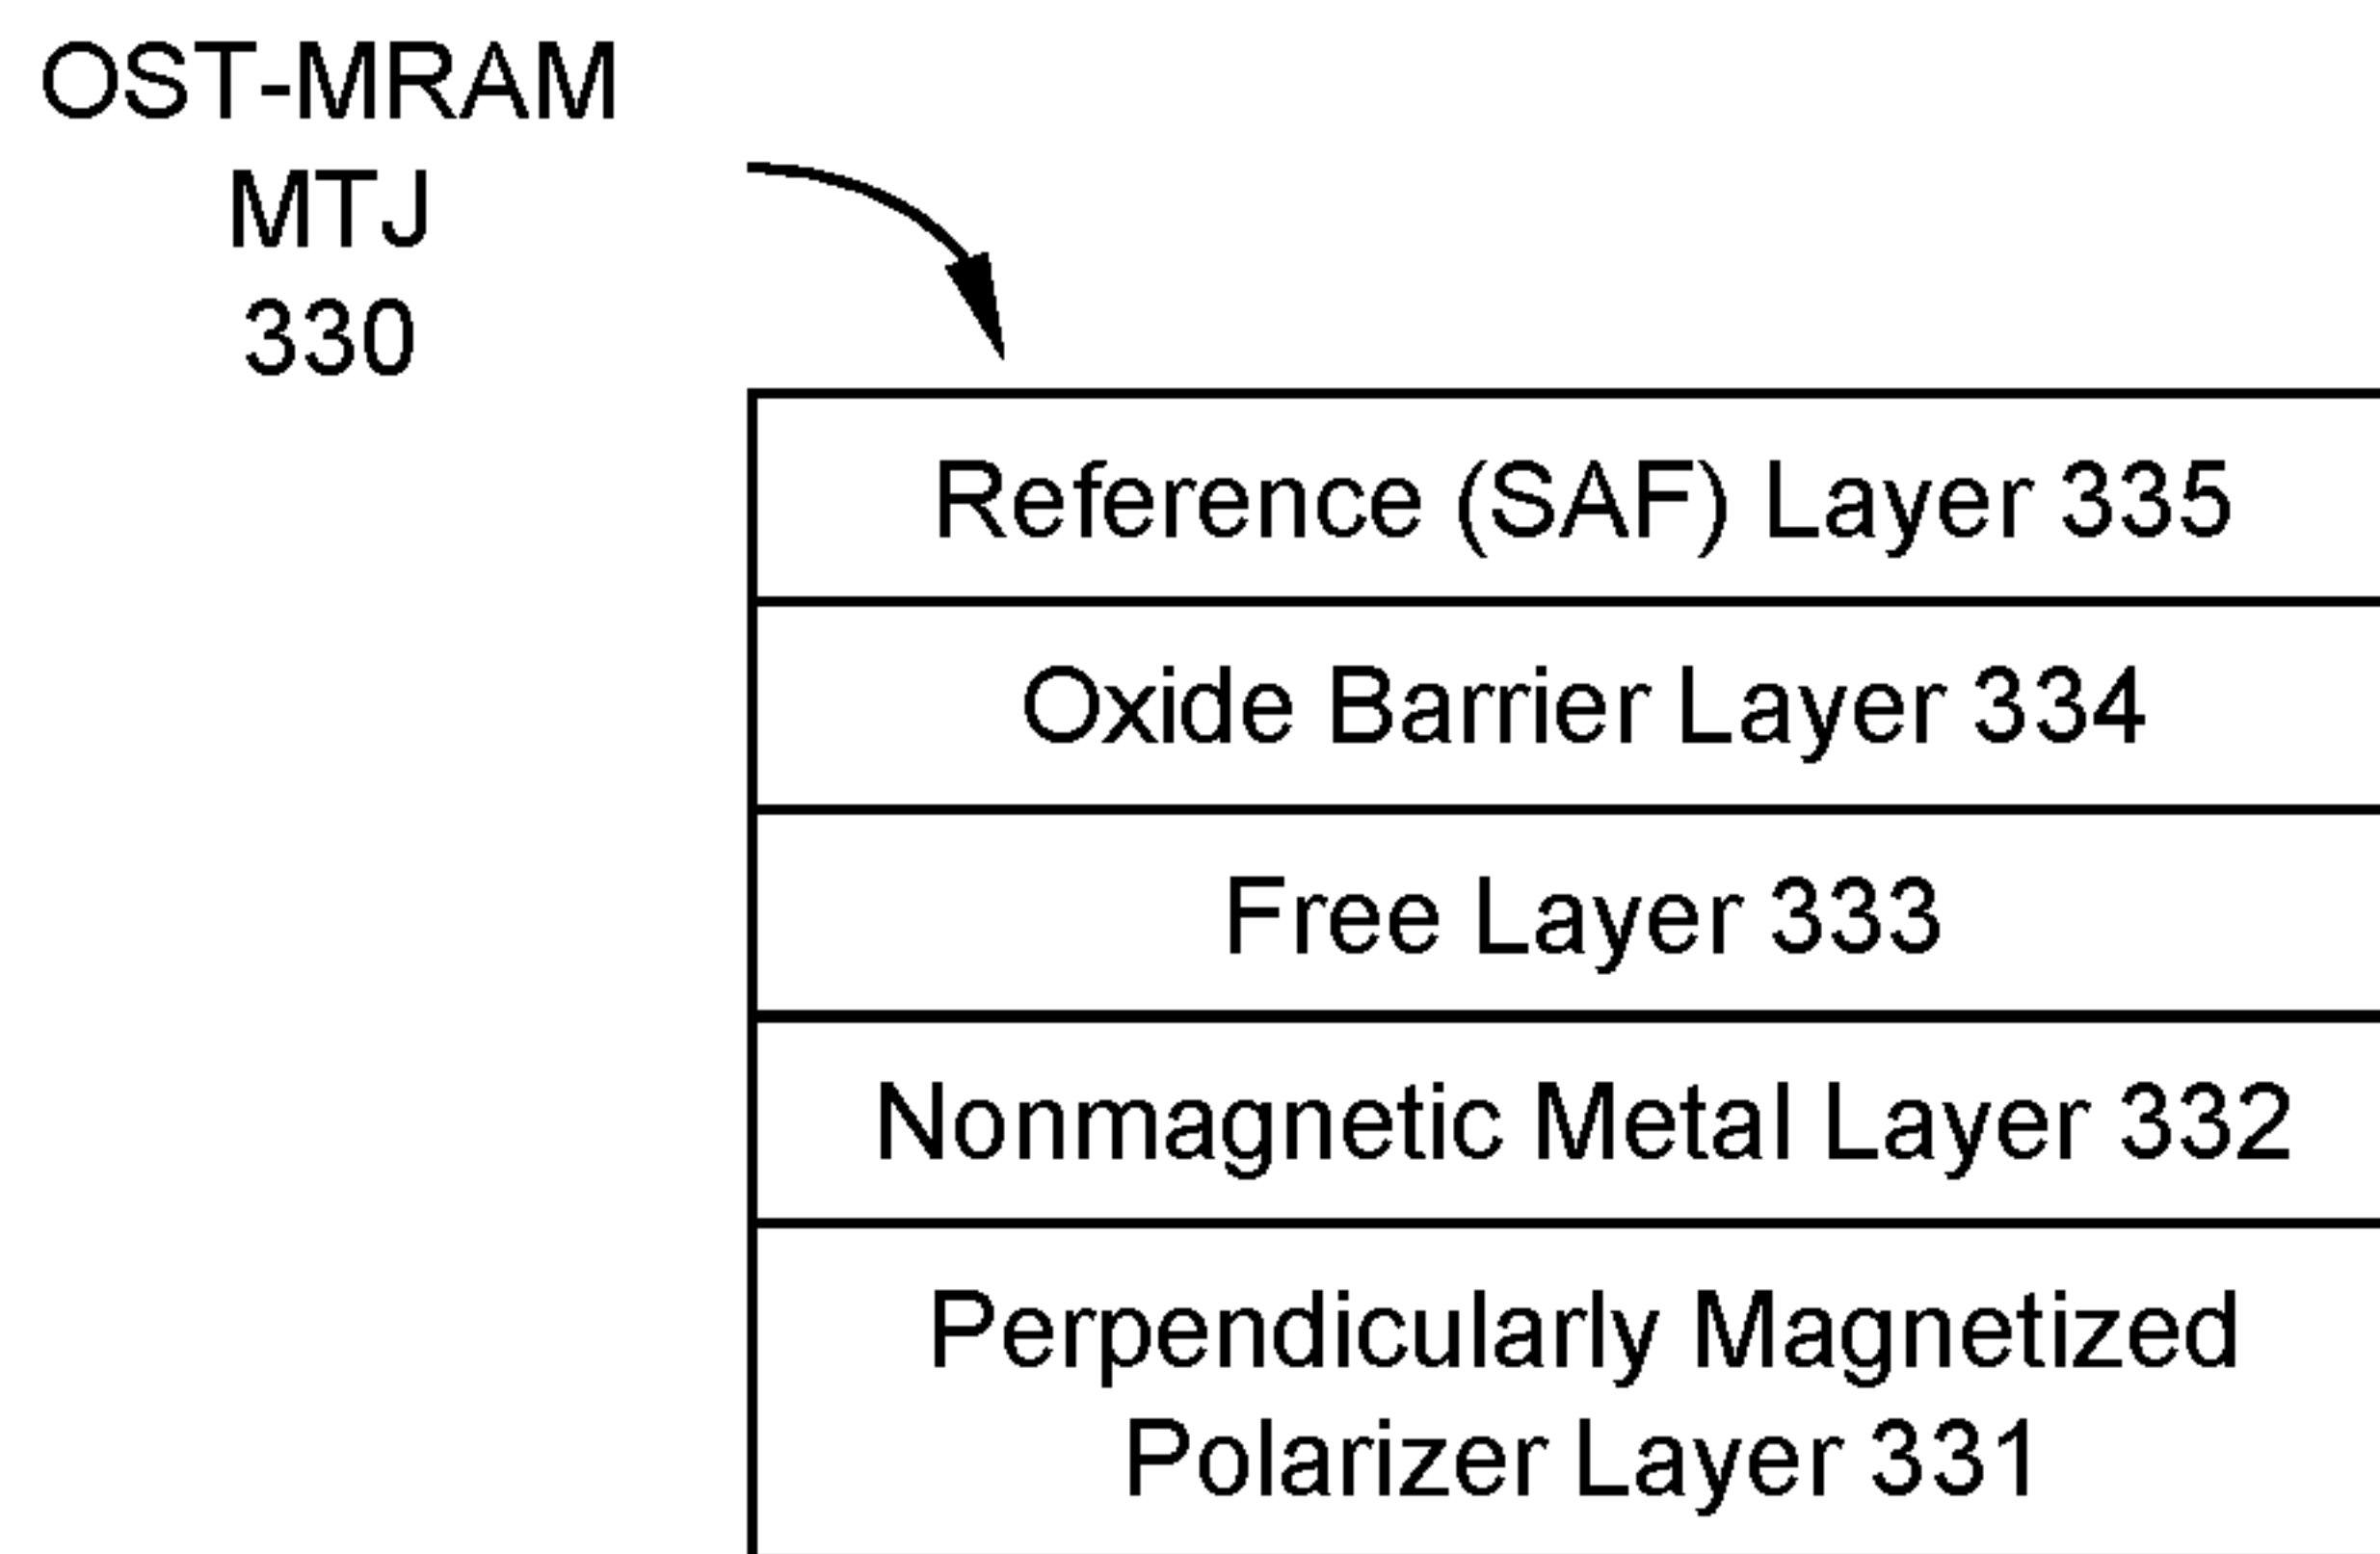 OST-MRAM
MTJ
330
Reference (SAF) Layer 335
Oxide Barrier Layer 334
Free Layer 333
Nonmagnetic Metal Layer 332
Perpendicularly Magnetized
Polarizer Layer 331